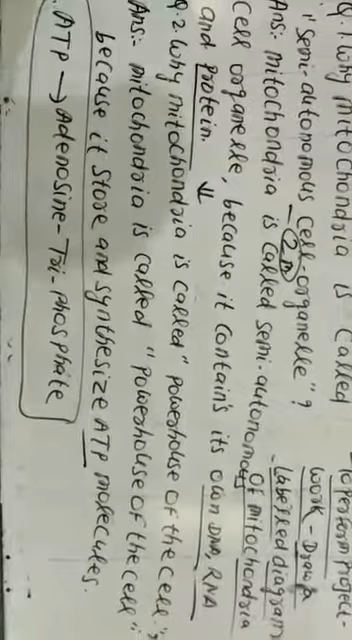 Q.1. Why mitochondria is called
"Semi-autonomous cell-organelle"?
- 2m
Ans:- mitochondria is called semi-autonomous
cell organelle, because it contain's its own DNA, RNA
and protein.
Q.2. Why mitochondria is called "powerhouse of the cell"?
Ans:- mitochondria is called "powerhouse of the cell"
because it store and synthesize ATP molecules.
ATP → Adenosine-Tri-phosphate
To perform project-
work - Draw a
labelled diagram
of mitochondria